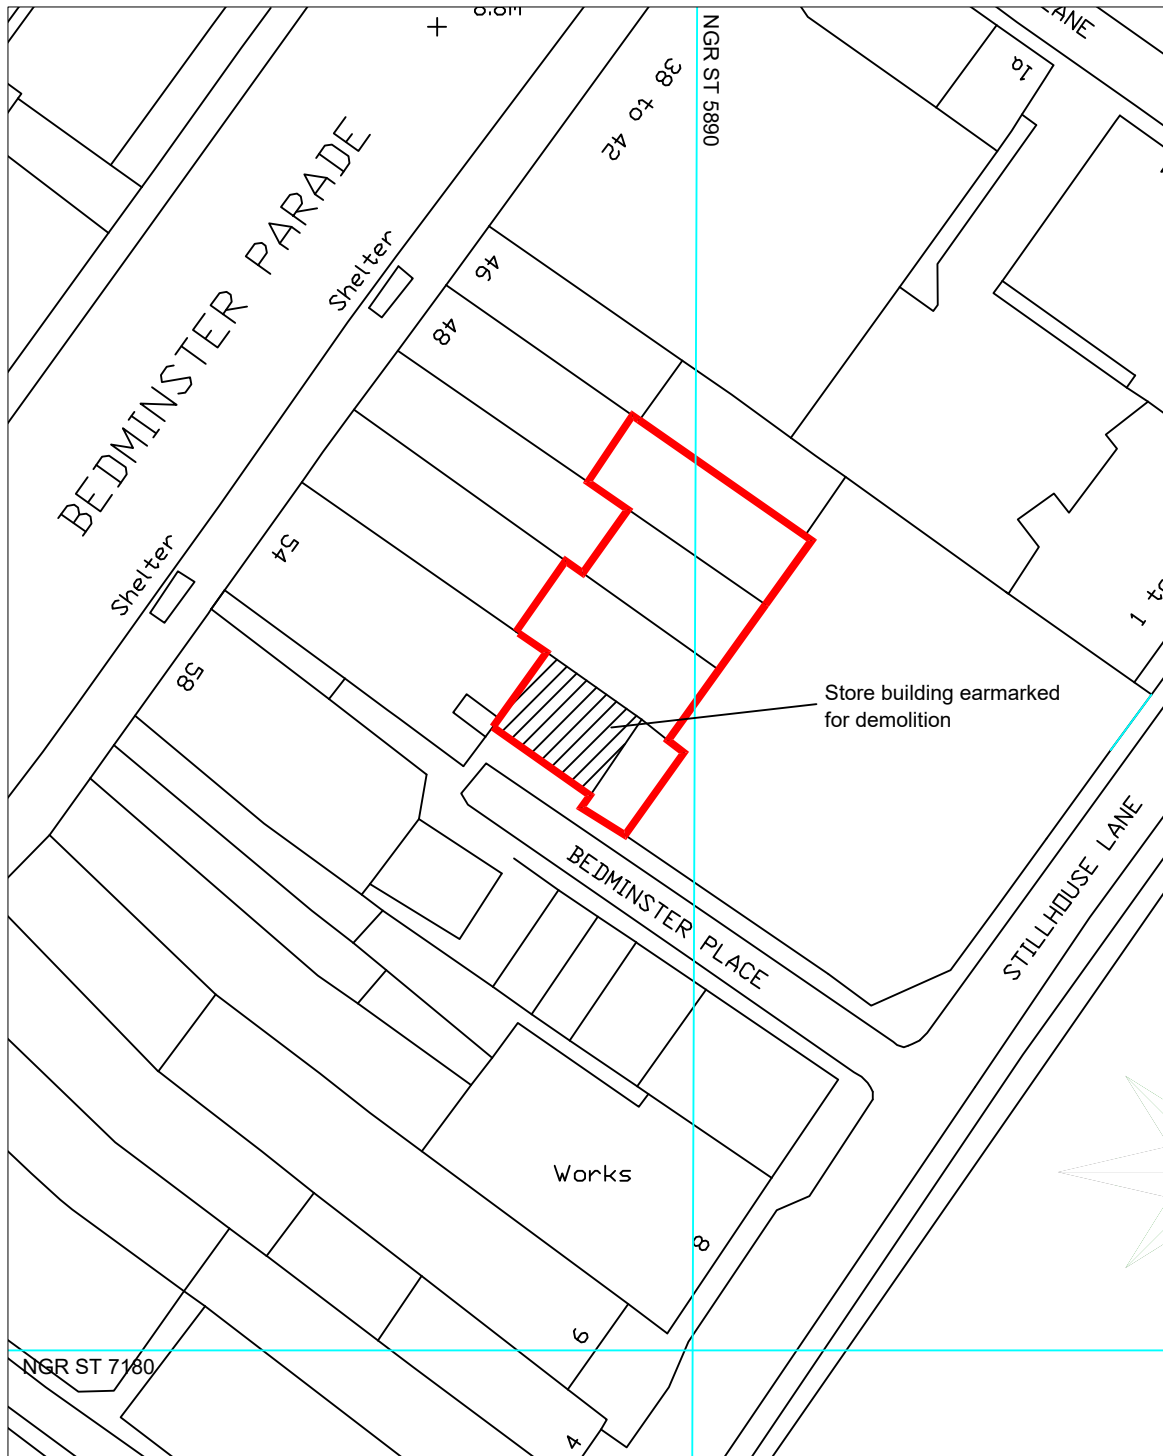 LANE
NGR ST 5890
1a
38 to 42
BEDMINSTER PARADE
Shelter
46
48
54
Shelter
58
Store building earmarked
for demolition
STILLHOUSE LANE
BEDMINSTER PLACE
Works
8
NGR ST 7180
4